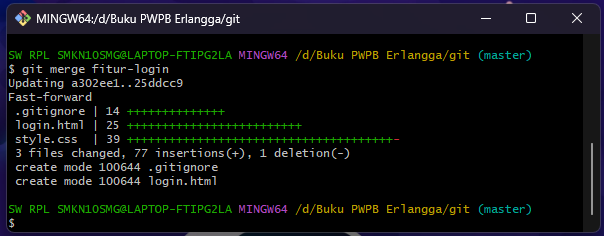 MINGW64:/d/Buku PWPB Erlangga/git
SW RPL SMKN1OSMG@LAPTOP-FTIPG2LA MINGW64 /d/Buku PWPB Erlangga/git (master)
$ git merge fitur-login
Updating a302ee1..25ddcc9
Fast-forward
 .gitignore | 14 ++++++++++++++
 login.html | 25 +++++++++++++++++++++++++
 style.css  | 39 ++++++++++++++++++++++++++++++++++++++-
 3 files changed, 77 insertions(+), 1 deletion(-)
 create mode 100644 .gitignore
 create mode 100644 login.html
SW RPL SMKN1OSMG@LAPTOP-FTIPG2LA MINGW64 /d/Buku PWPB Erlangga/git (master)
$